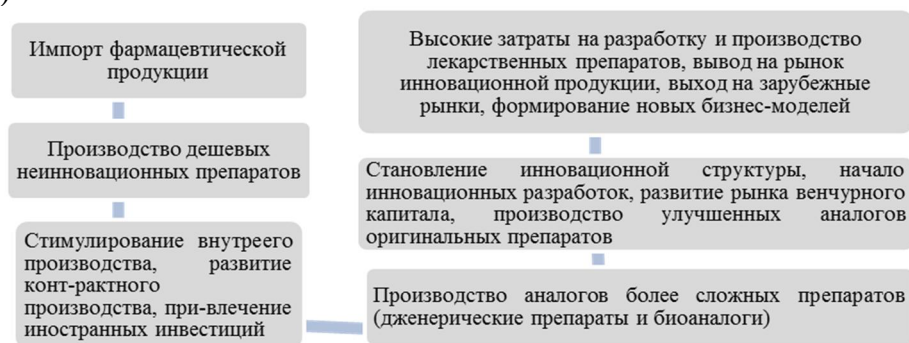 )
Импорт фармацевтической
продукции
Производство дешевых
неинновационных препаратов
Стимулирование внутреего
производства, развитие
конт-рактного
производства, при-влечение
иностранных инвестиций
Производство аналогов более сложных препаратов
(дженерические препараты и биоаналоги)
Становление инновационной структуры, начало
инновационных разработок, развитие рынка венчурного
капитала, производство улучшенных аналогов
оригинальных препаратов
Высокие затраты на разработку и производство
лекарственных препаратов, вывод на рынок
инновационной продукции, выход на зарубежные
рынки, формирование новых бизнес-моделей